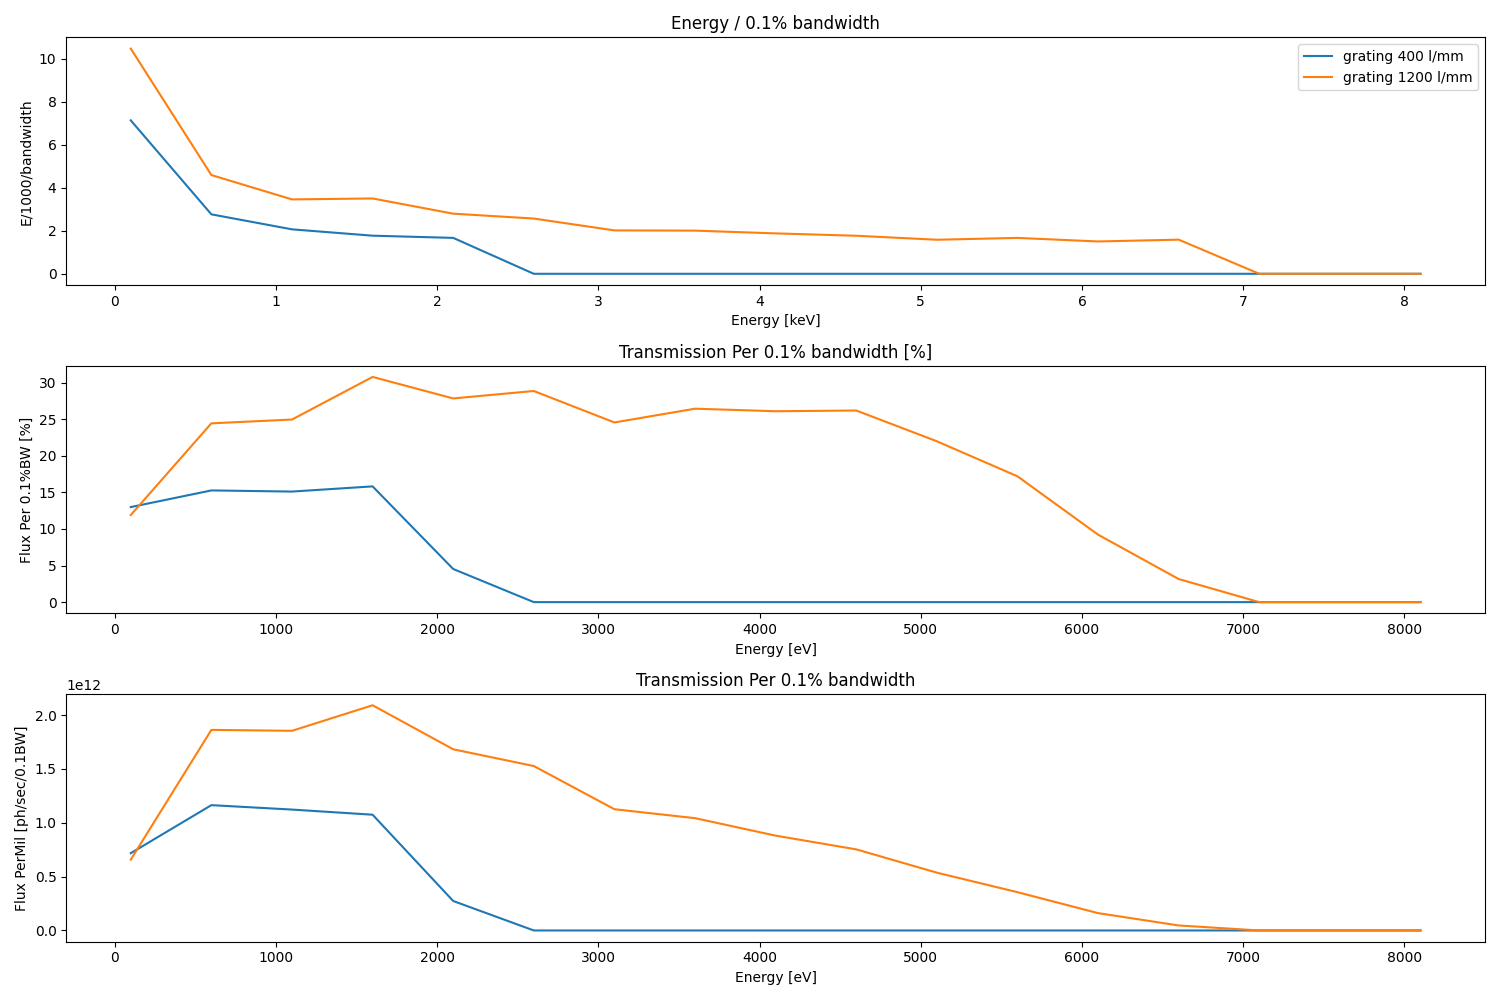 Energy / 0.1% bandwidth
E/1000/bandwidth
10
8
6
4
2
0
grating 400 l/mm
grating 1200 l/mm
0 1 2 3 4 5 6 7 8
Energy [keV]
Transmission Per 0.1% bandwidth [%]
Flux Per 0.1%BW [%]
30
25
20
15
10
5
0
0 1000 2000 3000 4000 5000 6000 7000 8000
Energy [eV]
Transmission Per 0.1% bandwidth
1e12
Flux PerMil [ph/sec/0.1BW]
2.0
1.5
1.0
0.5
0.0
0 1000 2000 3000 4000 5000 6000 7000 8000
Energy [eV]